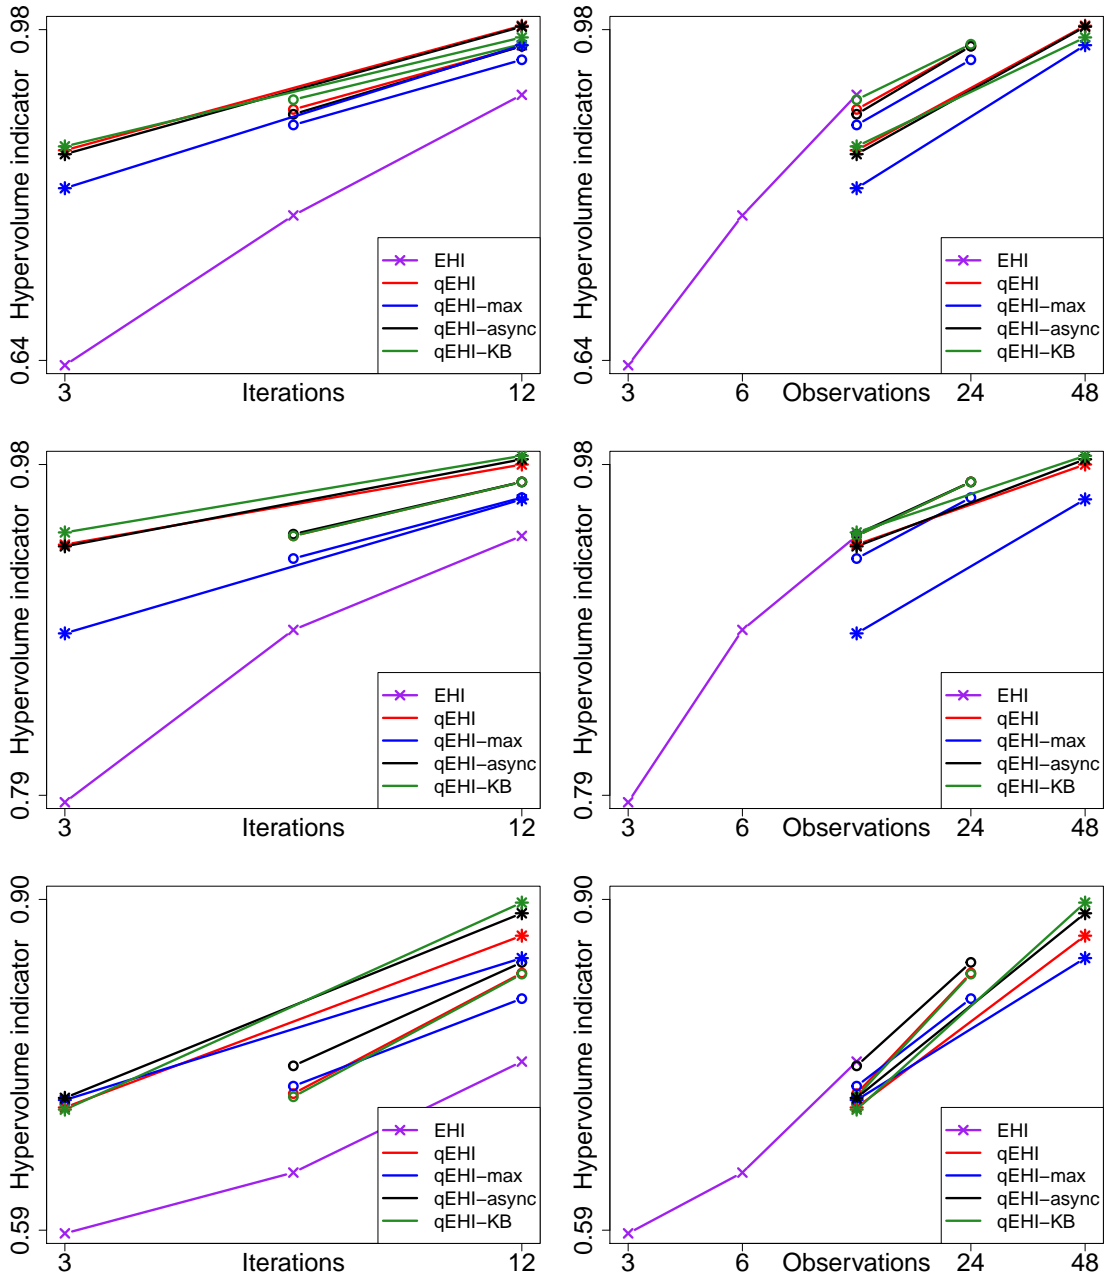 Hypervolume indicator
0.98
0.64
EHI
qEHI
qEHI−max
qEHI−async
qEHI−KB
3
Iterations
12
Hypervolume indicator
0.98
0.64
EHI
qEHI
qEHI−max
qEHI−async
qEHI−KB
3
6
Observations
24
48
Hypervolume indicator
0.98
0.79
EHI
qEHI
qEHI−max
qEHI−async
qEHI−KB
3
Iterations
12
Hypervolume indicator
0.98
0.79
EHI
qEHI
qEHI−max
qEHI−async
qEHI−KB
3
6
Observations
24
48
Hypervolume indicator
0.90
0.59
EHI
qEHI
qEHI−max
qEHI−async
qEHI−KB
3
Iterations
12
Hypervolume indicator
0.90
0.59
EHI
qEHI
qEHI−max
qEHI−async
qEHI−KB
3
6
Observations
24
48